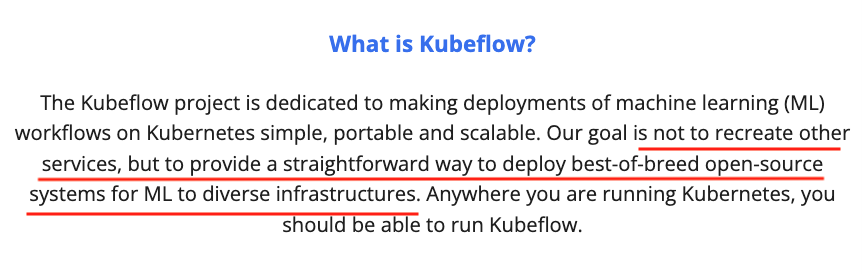 What is Kubeflow?
The Kubeflow project is dedicated to making deployments of machine learning (ML)
workflows on Kubernetes simple, portable and scalable. Our goal is not to recreate other
services, but to provide a straightforward way to deploy best-of-breed open-source
systems for ML to diverse infrastructures. Anywhere you are running Kubernetes, you
should be able to run Kubeflow.